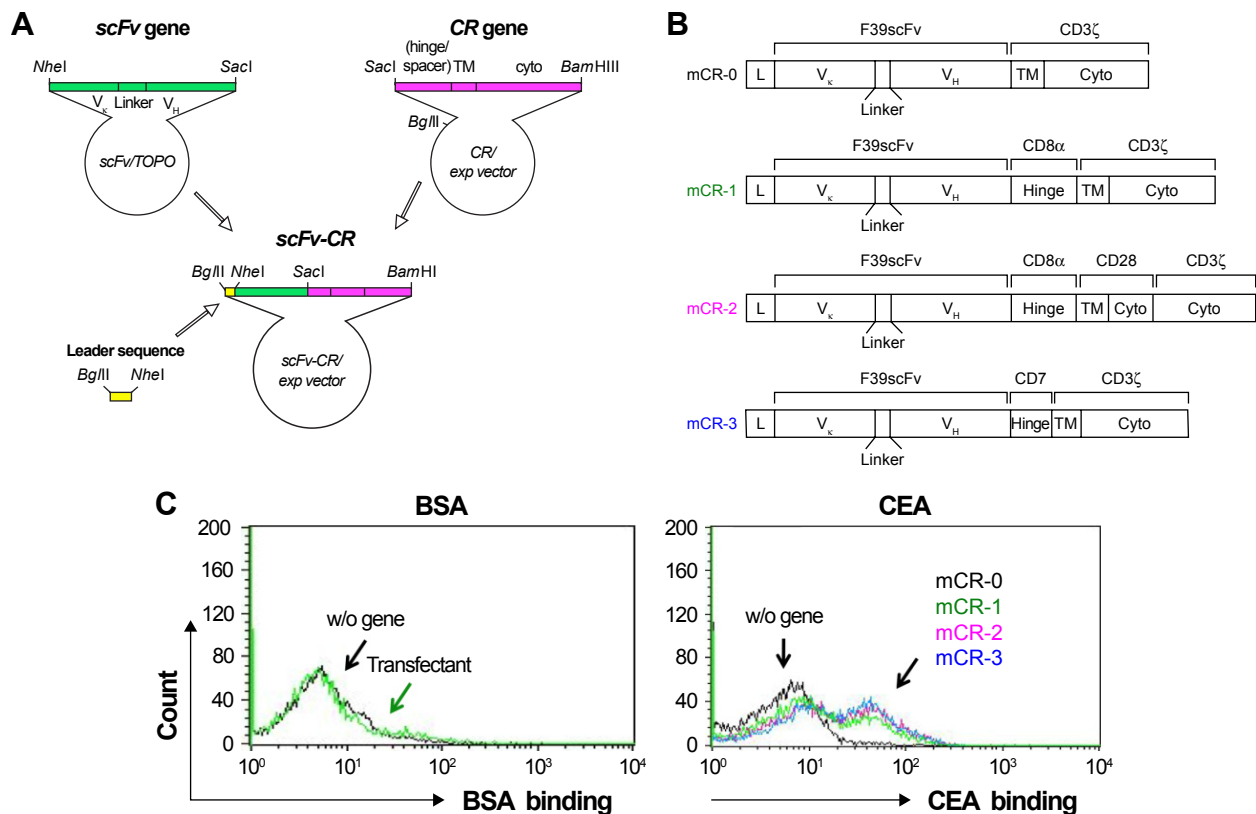 A
scFv gene
NheI
SacI
Vκ Linker VH
scFv/TOPO
CR gene
(hinge/
spacer) TM cyto
SacI
BamHIII
BglII
CR/
exp vector
scFv-CR
BglII NheI SacI BamHI
scFv-CR/
exp vector
Leader sequence
BglII NheI
B
F39scFv CD3ζ
mCR-0 L Vκ VH TM Cyto
Linker
F39scFv CD8α CD3ζ
mCR-1 L Vκ VH Hinge TM Cyto
Linker
F39scFv CD8α CD28 CD3ζ
mCR-2 L Vκ VH Hinge TM Cyto Cyto
Linker
F39scFv CD7 CD3ζ
mCR-3 L Vκ VH Hinge TM Cyto
Linker
C
BSA
200
160
120
80
40
0
Count
w/o gene
Transfectant
10⁰ 10¹ 10² 10³ 10⁴
BSA binding
CEA
200
160
120
80
40
0
w/o gene
mCR-0
mCR-1
mCR-2
mCR-3
10⁰ 10¹ 10² 10³ 10⁴
CEA binding